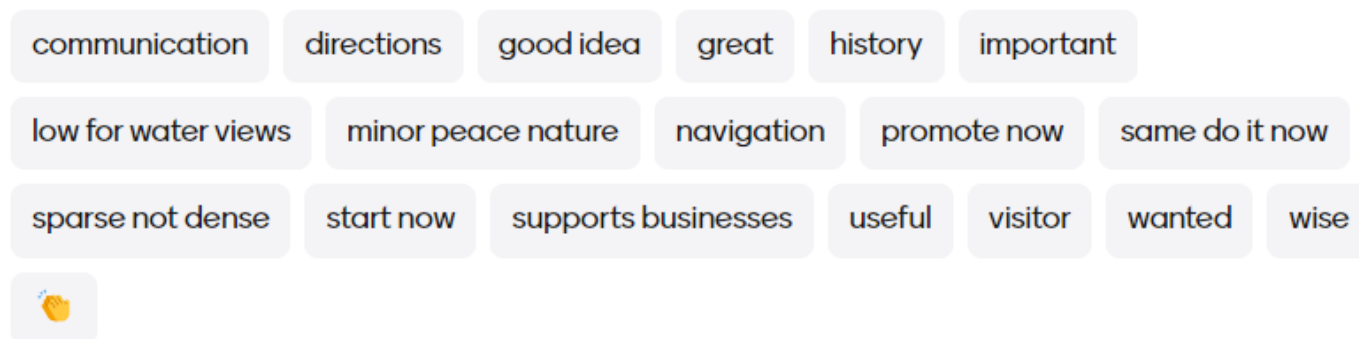 communication directions good idea great history important
low for water views minor peace nature navigation promote now same do it now
sparse not dense start now supports businesses useful visitor wanted wise
👏